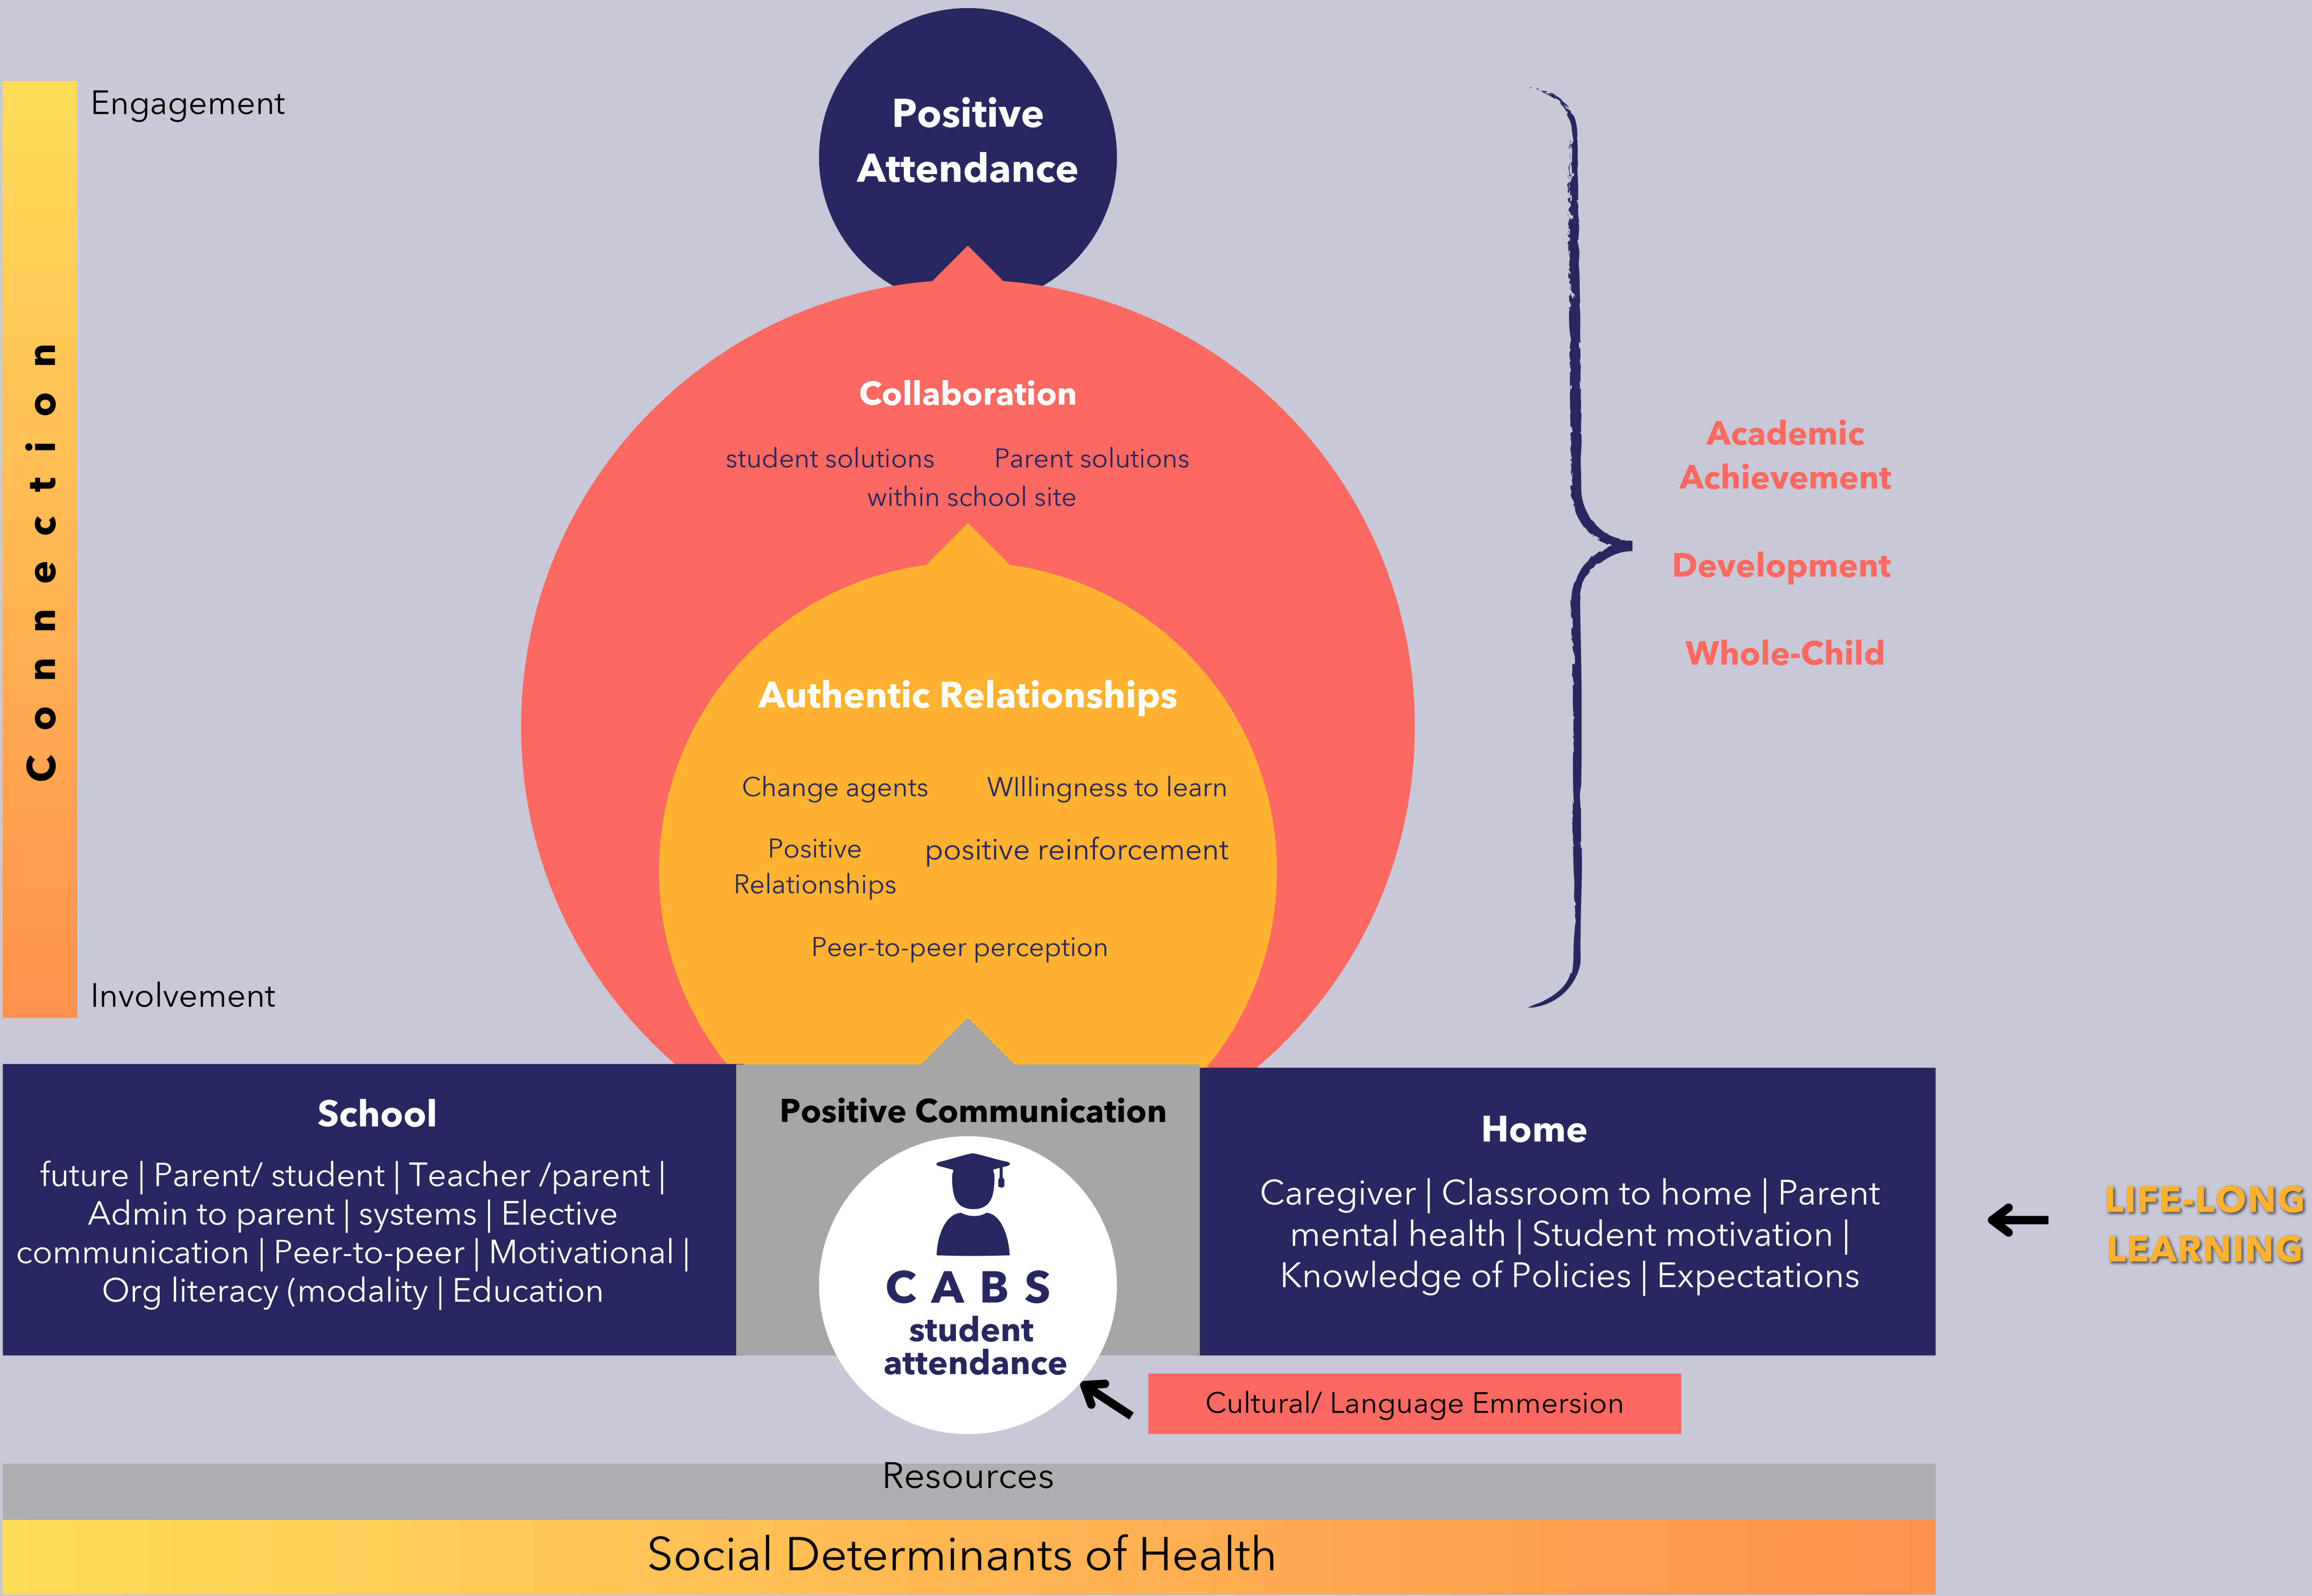 Positive
Attendance
Engagement
Connection
Involvement
Collaboration
student solutions
Parent solutions
within school site
Authentic Relationships
Change agents
WIllingness to learn
Positive
Relationships
positive reinforcement
Peer-to-peer perception
Academic
Achievement
Development
Whole-Child
School
future | Parent/ student | Teacher /parent |
Admin to parent | systems | Elective
communication | Peer-to-peer | Motivational |
Org literacy (modality | Education
Positive Communication
CABS
student
attendance
Home
Caregiver | Classroom to home | Parent
mental health | Student motivation |
Knowledge of Policies | Expectations
LIFE-LONG
LEARNING
Cultural/ Language Emmersion
Resources
Social Determinants of Health